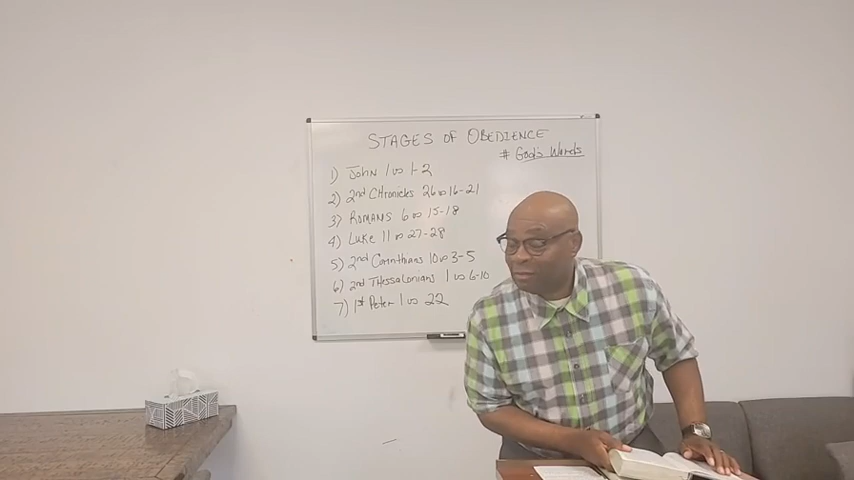 STAGES OF OBEDIENCE
# God's Words
1) John 1 vs 1-2
2) 2nd Chronicles 26 vs 16-21
3) ROMANS 6 vs 15-18
4) Luke 11 vs 27-28
5) 2nd Corinthians 10 vs 3-5
6) 2nd Thessalonians 1 vs 6-10
7) 1st Peter 1 vs 22